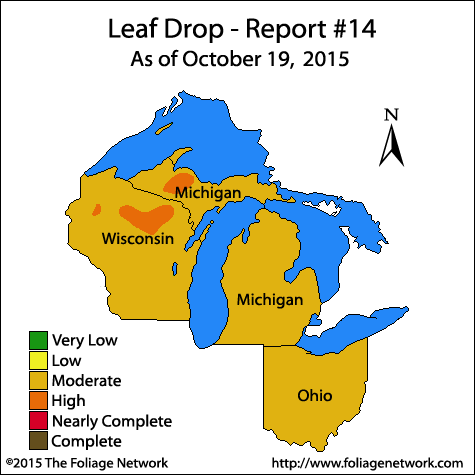 Leaf Drop - Report #14
As of October 19, 2015
N
Michigan
Wisconsin
Michigan
Ohio
Very Low
Low
Moderate
High
Nearly Complete
Complete
©2015 The Foliage Network
http://www.foliagenetwork.com